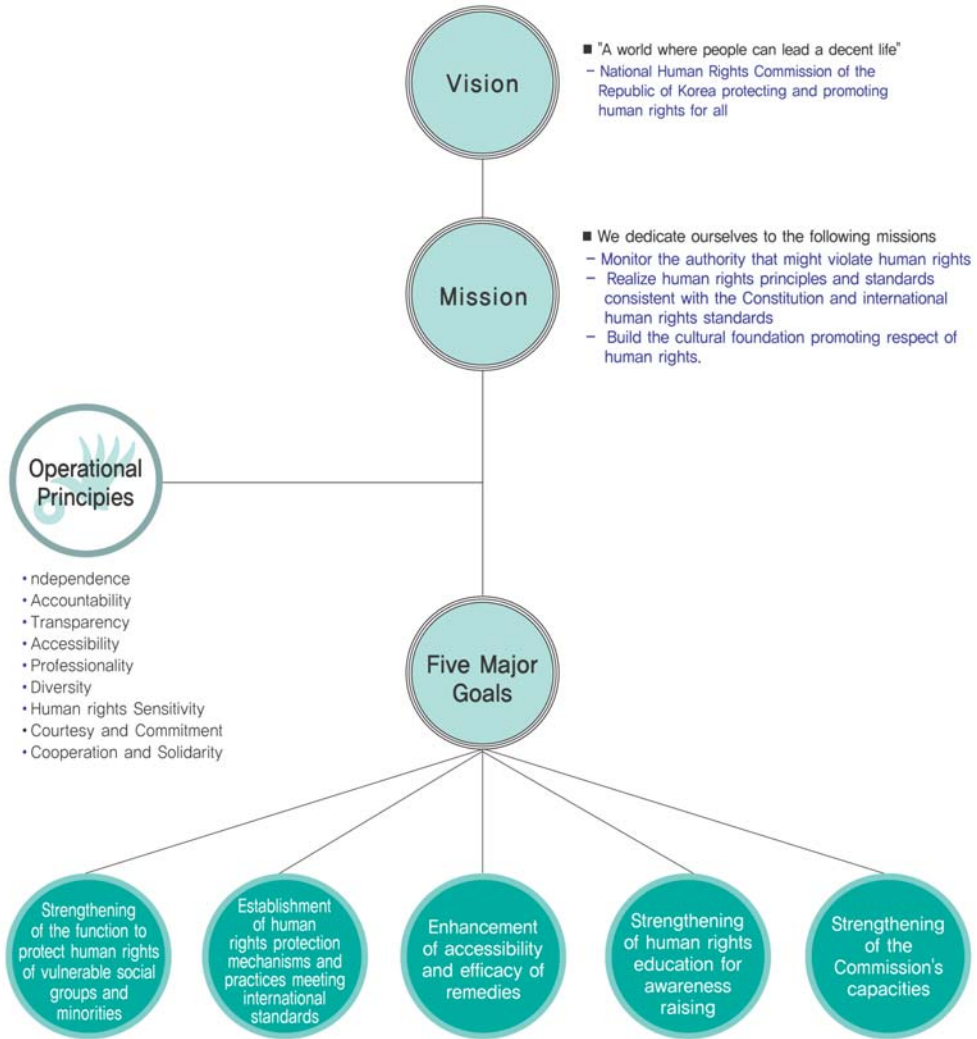 Vision
■ "A world where people can lead a decent life"
– National Human Rights Commission of the
Republic of Korea protecting and promoting
human rights for all
Mission
■ We dedicate ourselves to the following missions
– Monitor the authority that might violate human rights
– Realize human rights principles and standards
consistent with the Constitution and international
human rights standards
– Build the cultural foundation promoting respect of
human rights.
Operational
Principies
• ndependence
• Accountability
• Transparency
• Accessibility
• Professionality
• Diversity
• Human rights Sensitivity
• Courtesy and Commitment
• Cooperation and Solidarity
Five Major
Goals
Strengthening
of the function to
protect human rights
of vulnerable social
groups and
minorities
Establishment
of human
rights protection
mechanisms and
practices meeting
international
standards
Enhancement
of accessibility
and efficacy of
remedies
Strengthening
of human rights
education for
awareness
raising
Strengthening
of the
Commission's
capacities